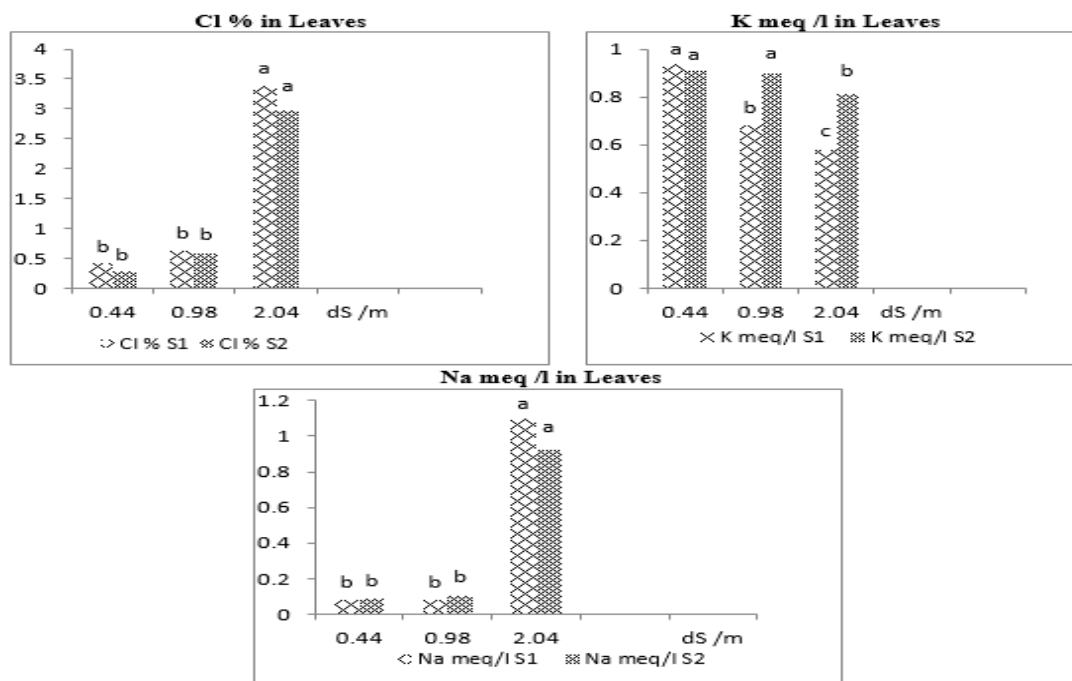 Cl % in Leaves
4
3.5
3
2.5
2
1.5
1
0.5
0
b
b
b
b
a
a
0.44 0.98 2.04 dS /m
Cl % S1 Cl % S2
K meq /l in Leaves
1
0.8
0.6
0.4
0.2
0
a
a
b
a
c
b
0.44 0.98 2.04 dS /m
K meq/l S1 K meq/l S2
Na meq /l in Leaves
1.2
1
0.8
0.6
0.4
0.2
0
b
b
b
b
a
a
0.44 0.98 2.04 dS /m
Na meq/l S1 Na meq/l S2